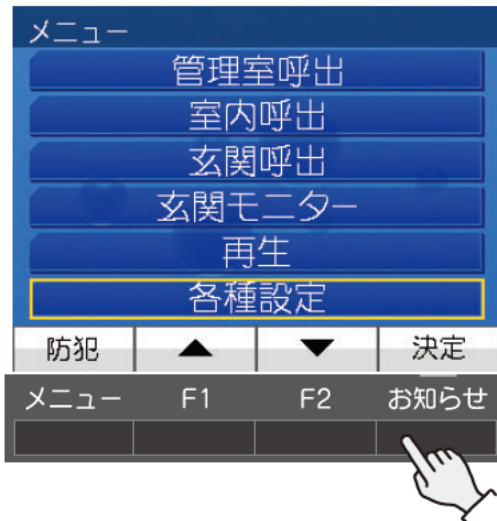 メニュー
管理室呼出
室内呼出
玄関呼出
玄関モニター
再生
各種設定
防犯 ▲ ▼ 決定
メニュー F1 F2 お知らせ